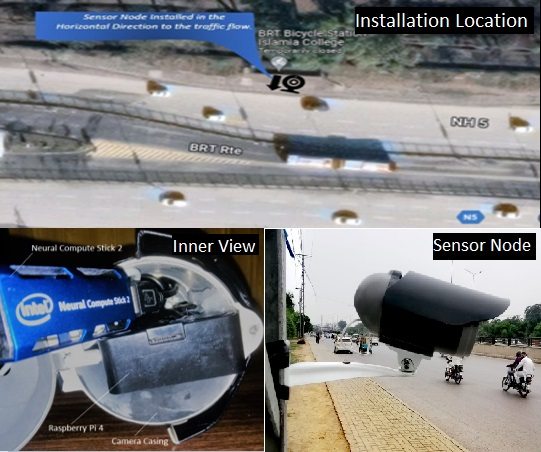 Sensor Node Installed in the
Horizontal Direction to the traffic flow.
Installation Location
BRT Bicycle Station
Islamia College
Temporarily closed
NH 5
BRT Rte
N5
Neural Compute Stick 2
Inner View
Sensor Node
intel
Neural Compute Stick 2
Raspberry Pi 4
Camera Casing